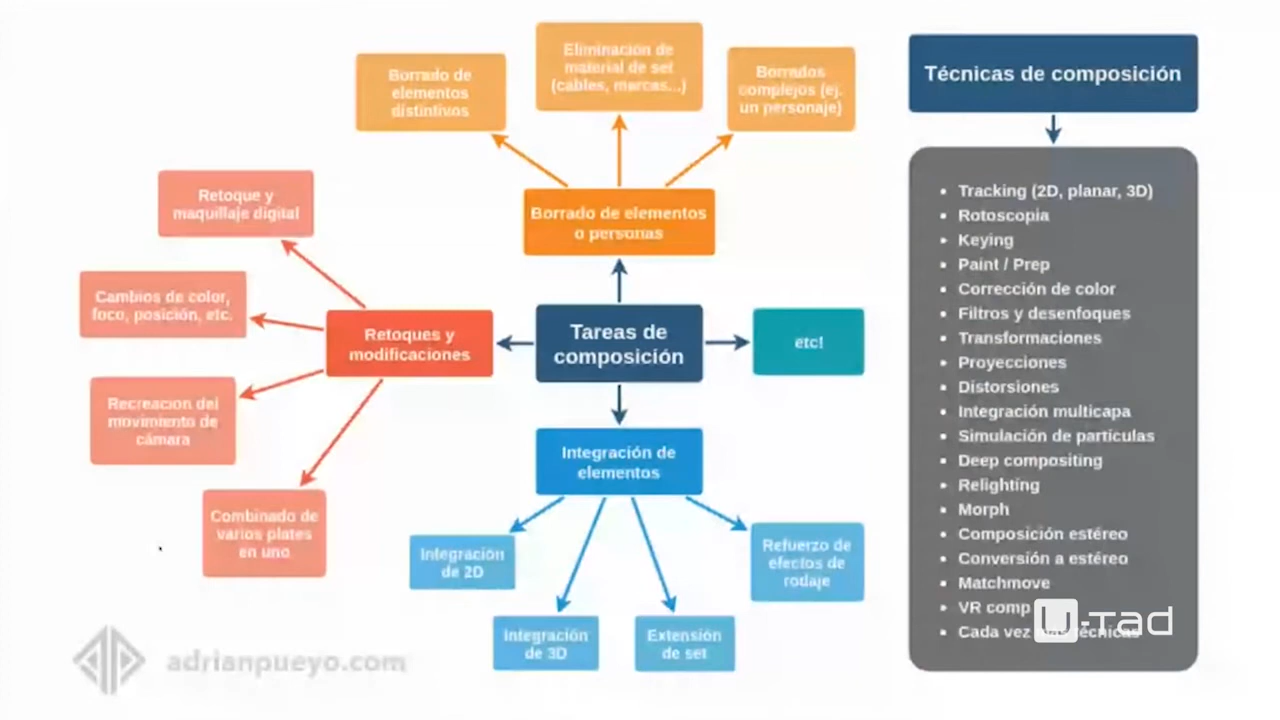 Eliminación de
material de set
(cables, marcas...)
Borrado de
elementos
distintivos
Borrados
complejos (ej.
un personaje)
Borrado de elementos
o personas
Retoque y
maquillaje digital
Cambios de color,
foco, posición, etc.
Recreación del
movimiento de
cámara
Combinado de
varios plates
en uno
Retoques y
modificaciones
Tareas de
composición
etc!
Integración de
elementos
Integración
de 2D
Integración
de 3D
Extensión
de set
Refuerzo de
efectos de
rodaje
Técnicas de composición
• Tracking (2D, planar, 3D)
• Rotoscopia
• Keying
• Paint / Prep
• Corrección de color
• Filtros y desenfoques
• Transformaciones
• Proyecciones
• Distorsiones
• Integración multicapa
• Simulación de partículas
• Deep compositing
• Relighting
• Morph
• Composición estéreo
• Conversión a estéreo
• Matchmove
• VR comp
• Cada vez más técnicas
U-Tad
adrianpueyo.com